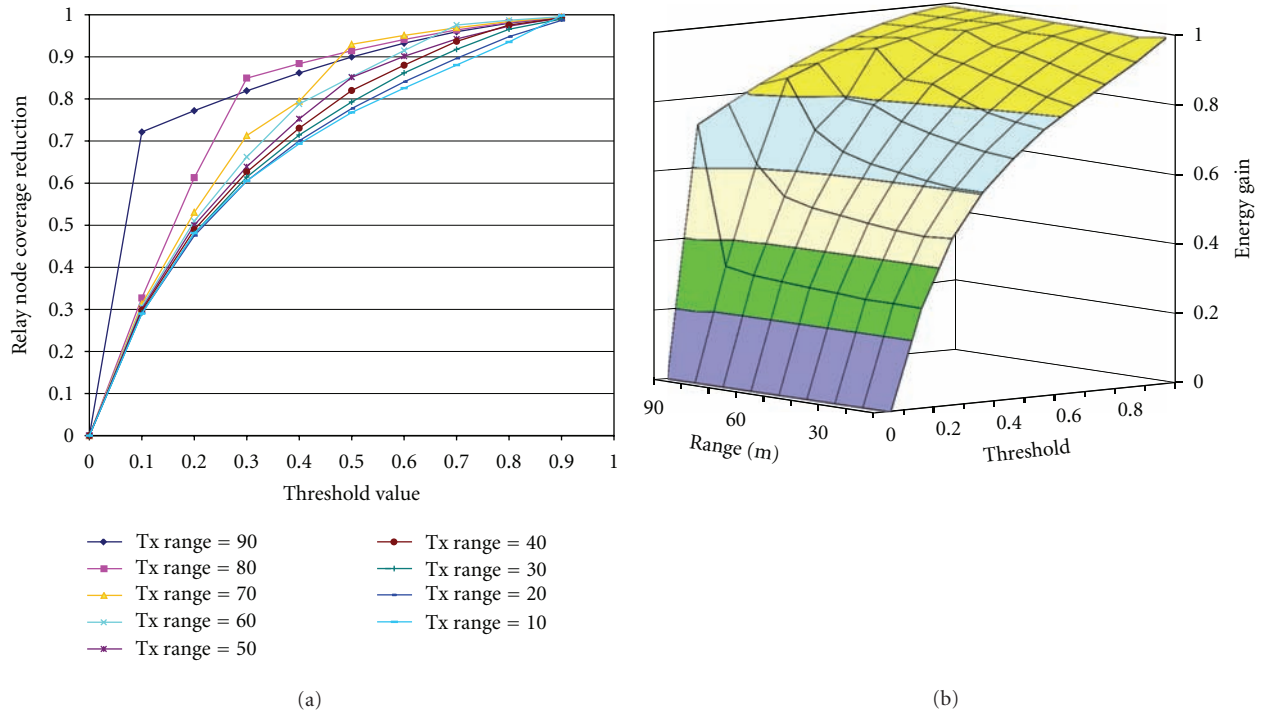 1
0.9
0.8
0.7
0.6
0.5
0.4
0.3
0.2
0.1
0
Relay node coverage reduction
0 0.1 0.2 0.3 0.4 0.5 0.6 0.7 0.8 0.9 1
Threshold value
Tx range = 90
Tx range = 80
Tx range = 70
Tx range = 60
Tx range = 50
Tx range = 40
Tx range = 30
Tx range = 20
Tx range = 10
(a)
1
0.8
0.6
0.4
0.2
0
Energy gain
90 60 30
Range (m)
0 0.2 0.4 0.6 0.8
Threshold
(b)